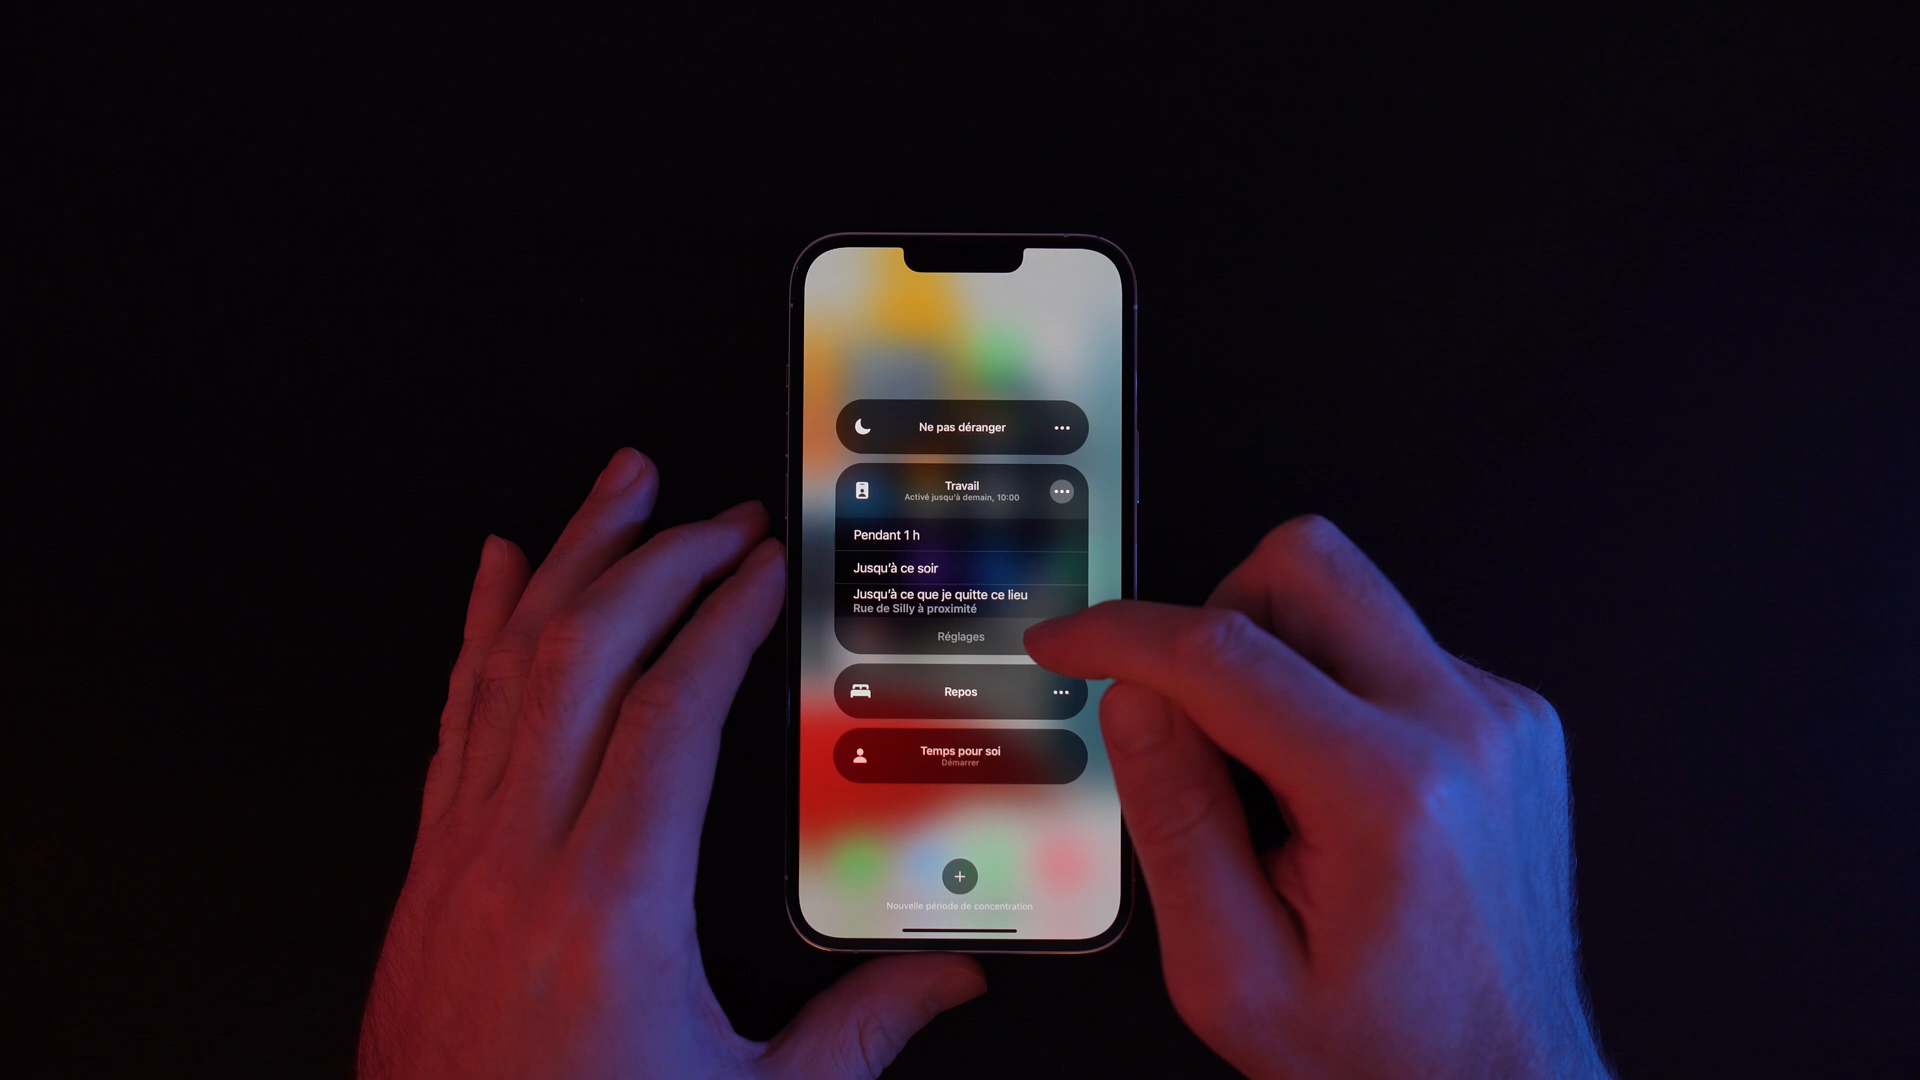 Ne pas déranger
Travail
Activé jusqu'à demain, 10:00
Pendant 1 h
Jusqu'à ce soir
Jusqu'à ce que je quitte ce lieu
Rue de Silly à proximité
Réglages
Repos
Temps pour soi
Démarrer
Nouvelle période de concentration